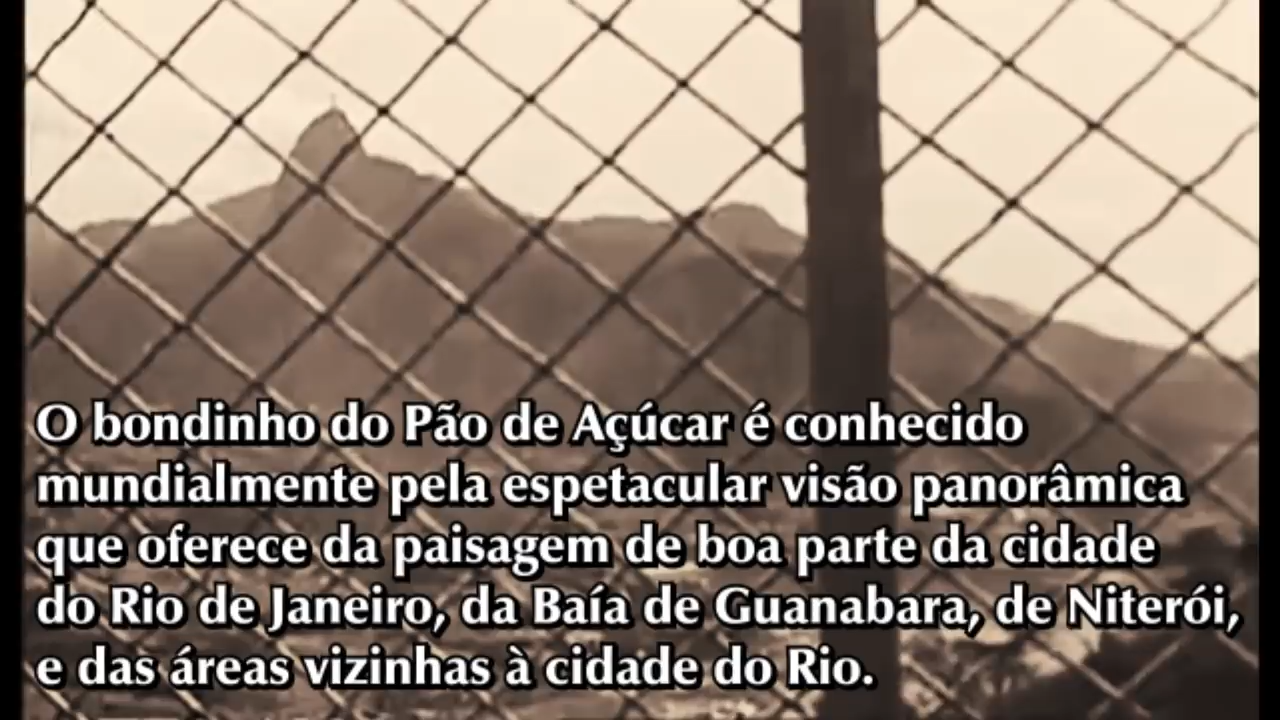 O bondinho do Pão de Açúcar é conhecido
mundialmente pela espetacular visão panorâmica
que oferece da paisagem de boa parte da cidade
do Rio de Janeiro, da Baía de Guanabara, de Niterói,
e das áreas vizinhas à cidade do Rio.